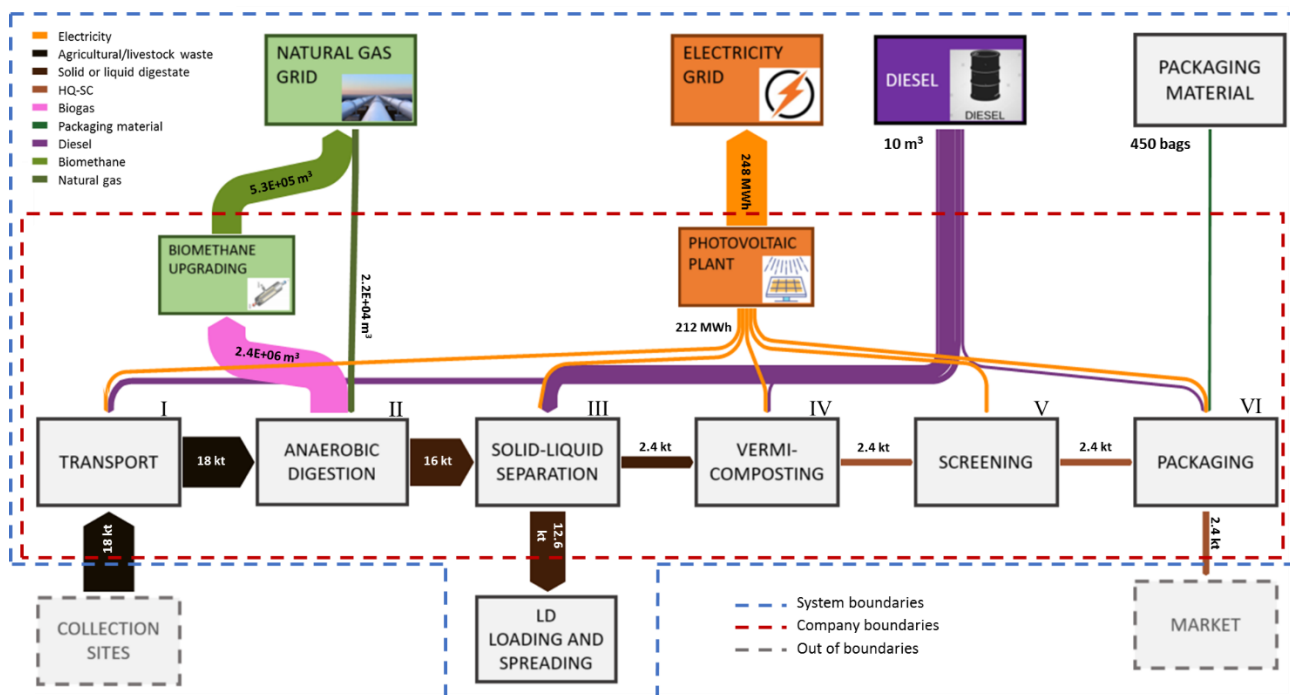 Electricity
Agricultural/livestock waste
Solid or liquid digestate
HQ-SC
Biogas
Packaging material
Diesel
Biomethane
Natural gas
NATURAL GAS
GRID
ELECTRICITY
GRID
DIESEL
DIESEL
PACKAGING
MATERIAL
10 m³
450 bags
5.3E+05 m³
248 MWh
BIOMETHANE
UPGRADING
PHOTOVOLTAIC
PLANT
2.2E+04 m³
212 MWh
2.4E+06 m³
I
II
III
IV
V
VI
TRANSPORT
18 kt
ANAEROBIC
DIGESTION
16 kt
SOLID-LIQUID
SEPARATION
2.4 kt
VERMI-
COMPOSTING
2.4 kt
SCREENING
2.4 kt
PACKAGING
18 kt
12.6
kt
2.4 kt
COLLECTION
SITES
LD
LOADING AND
SPREADING
System boundaries
Company boundaries
Out of boundaries
MARKET